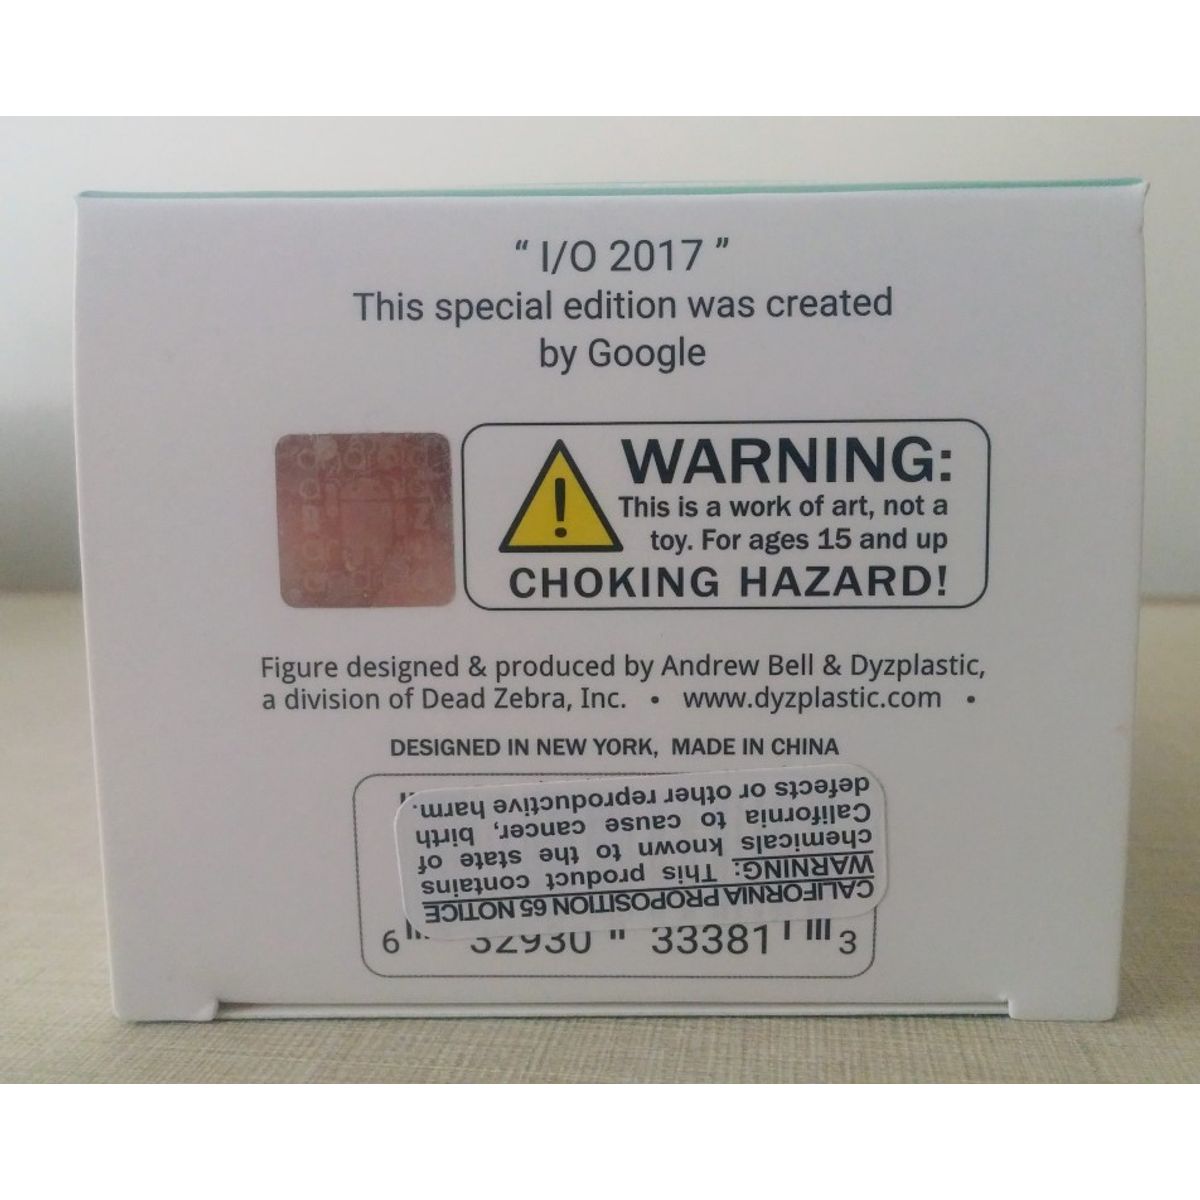 “ I/O 2017 ”
This special edition was created
by Google
WARNING:
This is a work of art, not a
toy. For ages 15 and up
CHOKING HAZARD!
Figure designed & produced by Andrew Bell & Dyzplastic,
a division of Dead Zebra, Inc. • www.dyzplastic.com •
DESIGNED IN NEW YORK, MADE IN CHINA
CALIFORNIA PROPOSITION 65 NOTICE
WARNING: This product contains
chemicals known to the state of
California to cause cancer, birth
defects or other reproductive harm.
6 32930 33381 3